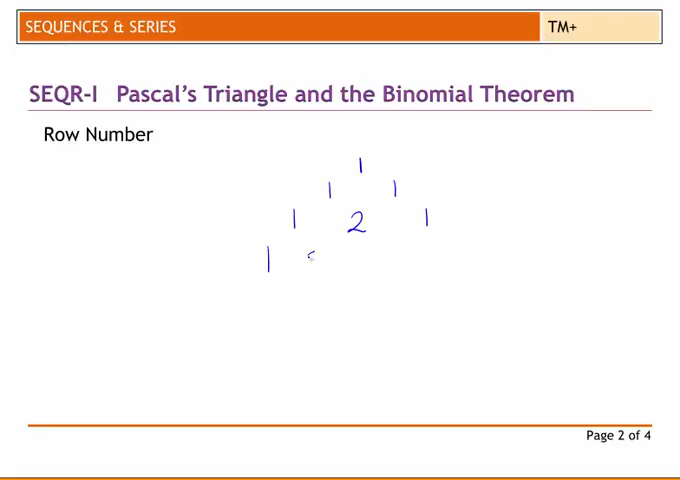 SEQUENCES & SERIES TM+
SEQR-I Pascal's Triangle and the Binomial Theorem
Row Number
1
1 1
1 2 1
1
Page 2 of 4